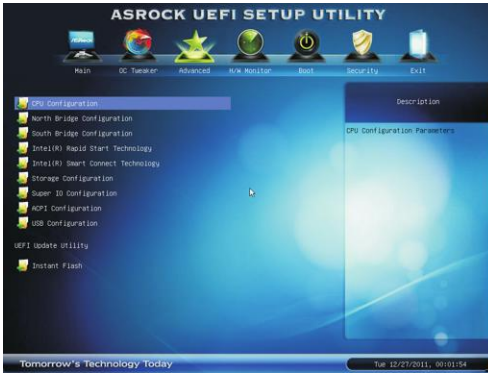 ASROCK UEFI SETUP UTILITY
Main OC Tweaker Advanced H/W Monitor Boot Security Exit
CPU Configuration
North Bridge Configuration
South Bridge Configuration
Intel(R) Rapid Start Technology
Intel(R) Smart Connect Technology
Storage Configuration
Super IO Configuration
ACPI Configuration
USB Configuration
UEFI Update Utility
Instant Flash
Description
CPU Configuration Parameters
Tomorrow's Technology Today
Tue 12/27/2011, 00:01:54